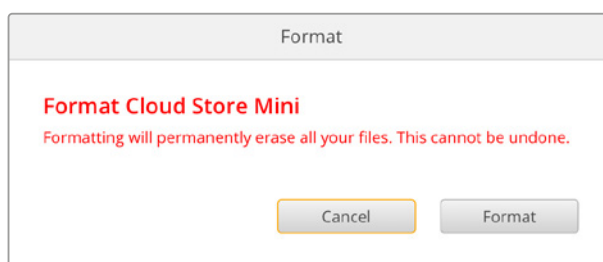 Format
Format Cloud Store Mini
Formatting will permanently erase all your files. This cannot be undone.
Cancel Format